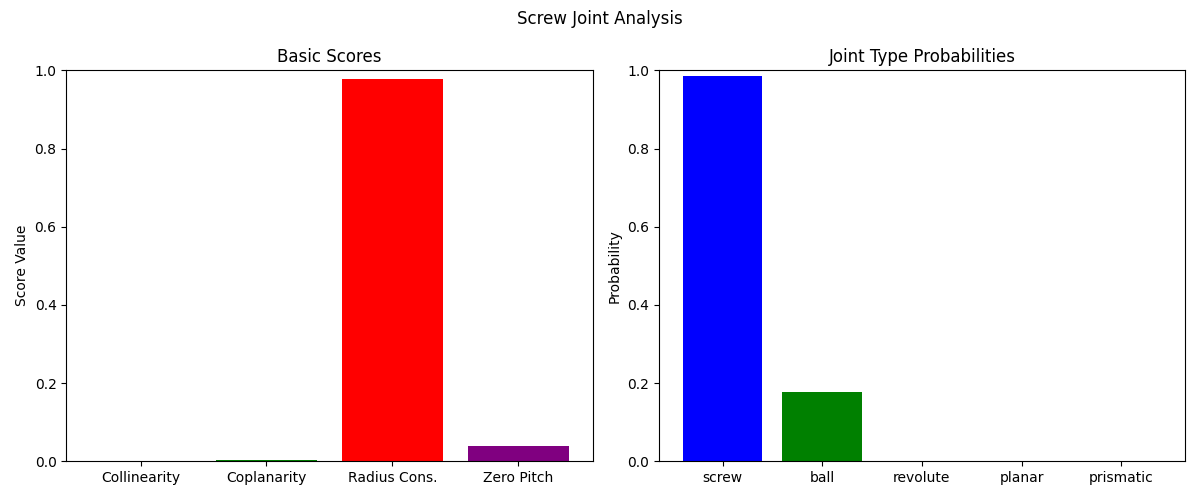 Screw Joint Analysis
Basic Scores
Score Value
1.0
0.8
0.6
0.4
0.2
0.0
Collinearity Coplanarity Radius Cons. Zero Pitch
Joint Type Probabilities
Probability
1.0
0.8
0.6
0.4
0.2
0.0
screw ball revolute planar prismatic